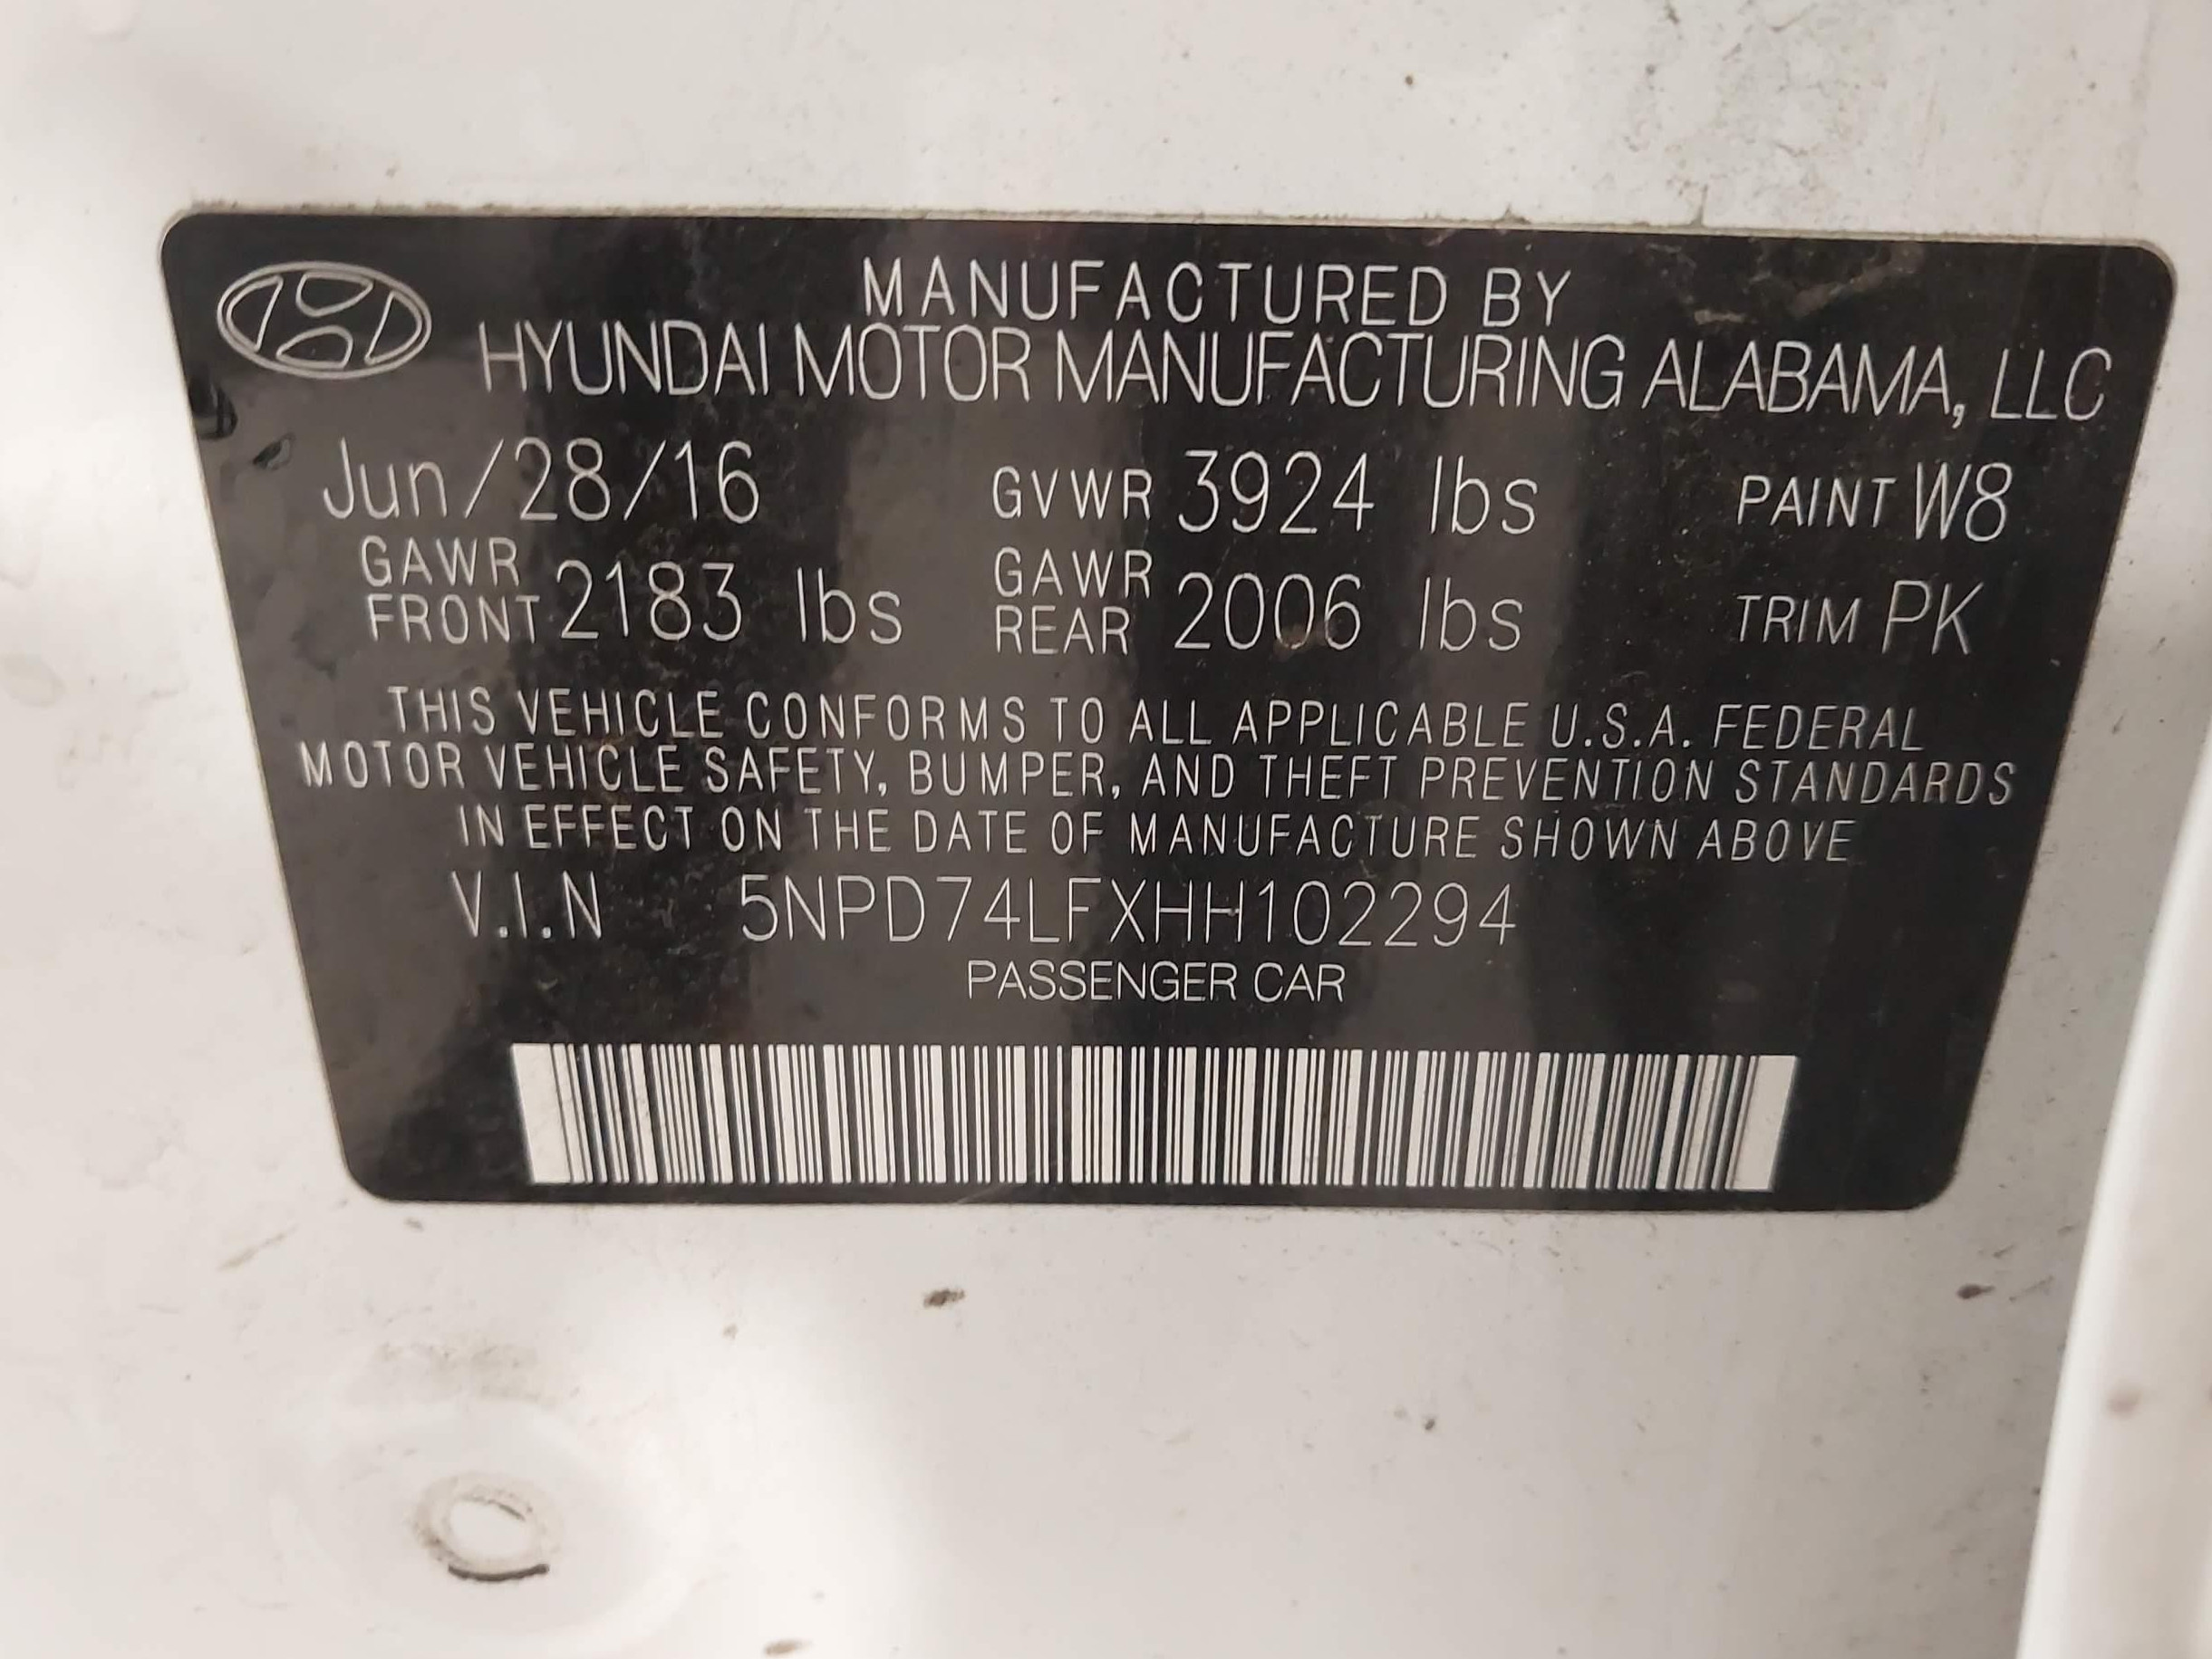 MANUFACTURED BY
HYUNDAI MOTOR MANUFACTURING ALABAMA, LLC
Jun/28/16 GVWR 3924 lbs PAINT W8
GAWR FRONT 2183 lbs GAWR REAR 2006 lbs TRIM PK
THIS VEHICLE CONFORMS TO ALL APPLICABLE U.S.A. FEDERAL
MOTOR VEHICLE SAFETY, BUMPER, AND THEFT PREVENTION STANDARDS
IN EFFECT ON THE DATE OF MANUFACTURE SHOWN ABOVE
V.I.N 5NPD74LFXHH102294
PASSENGER CAR